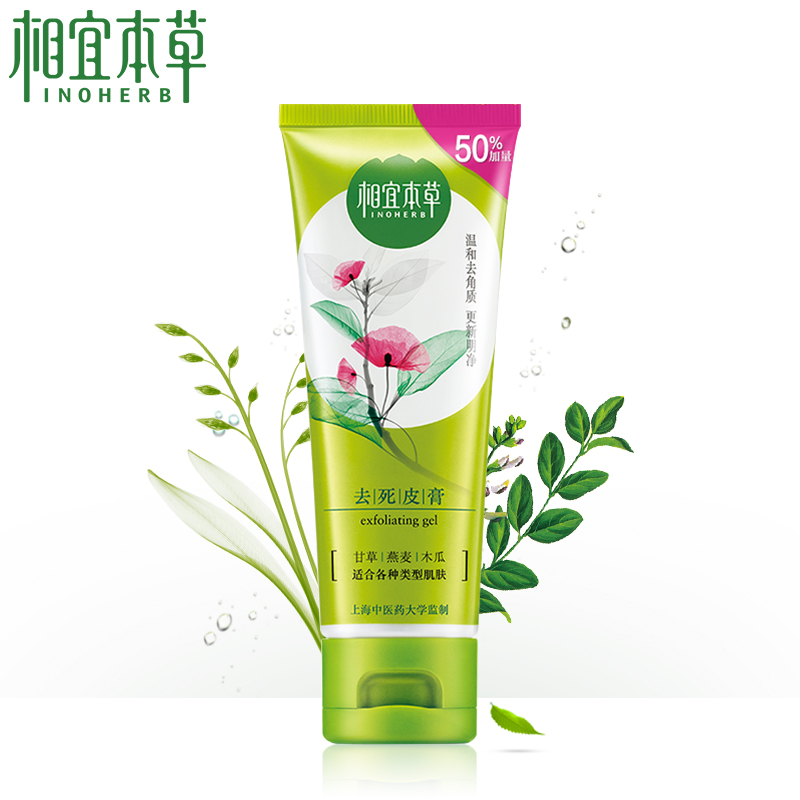 相宜本草
INOHERB
50%
加量
相宜本草
INOHERB
温和去角质 更新明净
去|死|皮|膏
exfoliating gel
甘草|燕麦|木瓜
适合各种类型肌肤
上海中医药大学监制